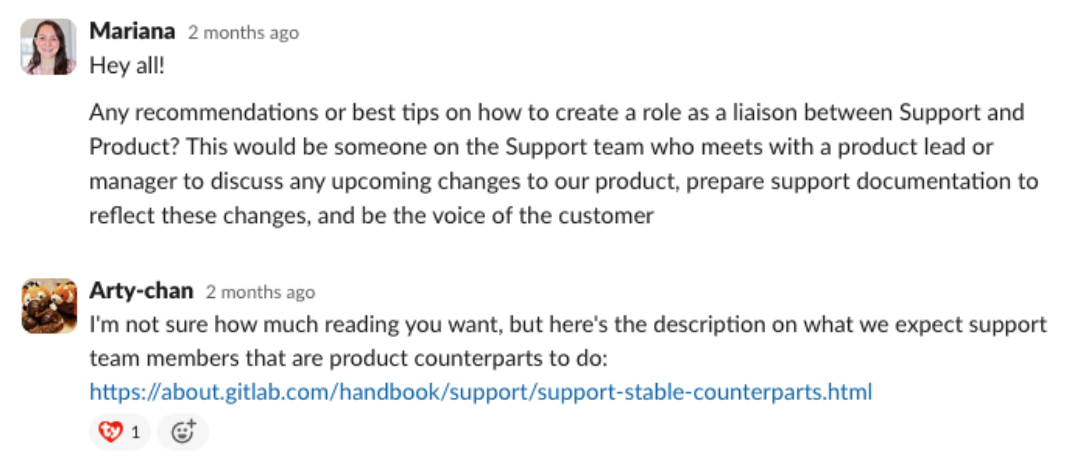 Mariana 2 months ago
Hey all!
Any recommendations or best tips on how to create a role as a liaison between Support and
Product? This would be someone on the Support team who meets with a product lead or
manager to discuss any upcoming changes to our product, prepare support documentation to
reflect these changes, and be the voice of the customer
Arty-chan 2 months ago
I'm not sure how much reading you want, but here's the description on what we expect support
team members that are product counterparts to do:
https://about.gitlab.com/handbook/support/support-stable-counterparts.html
ty 1